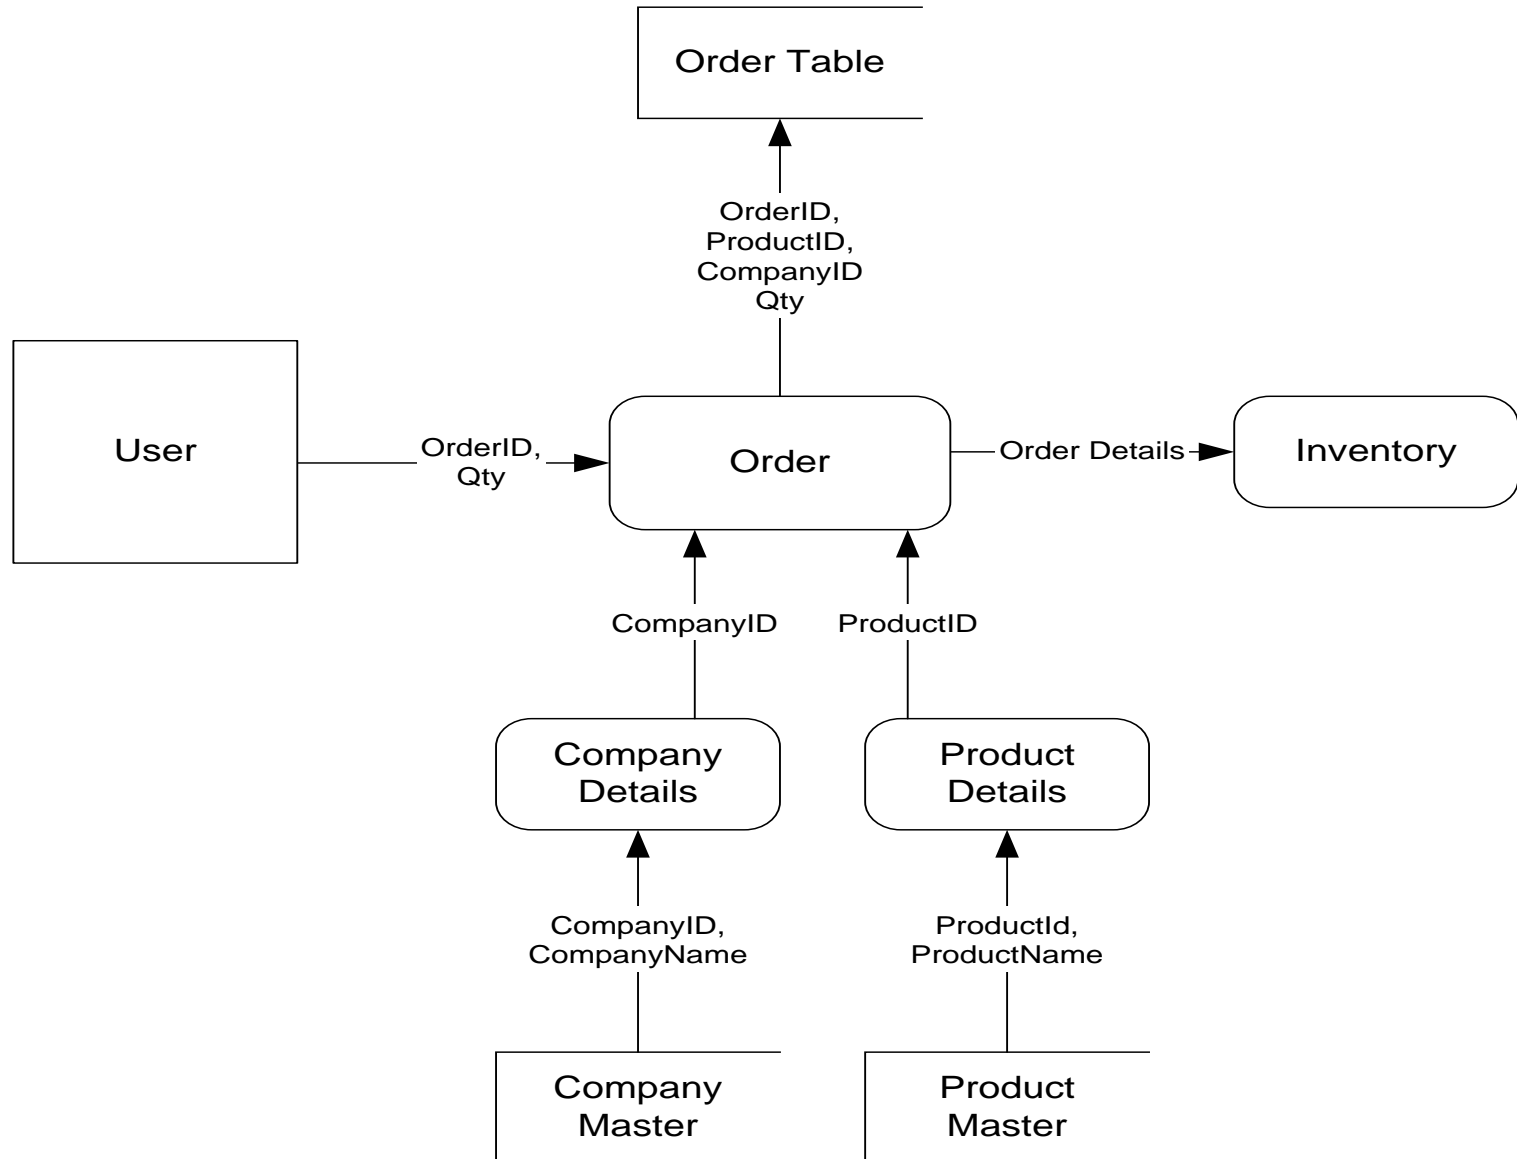 Order Table
OrderID,
ProductID,
CompanyID
Qty
User
OrderID,
Qty
Order
Order Details
Inventory
CompanyID
ProductID
Company
Details
Product
Details
CompanyID,
CompanyName
ProductId,
ProductName
Company
Master
Product
Master